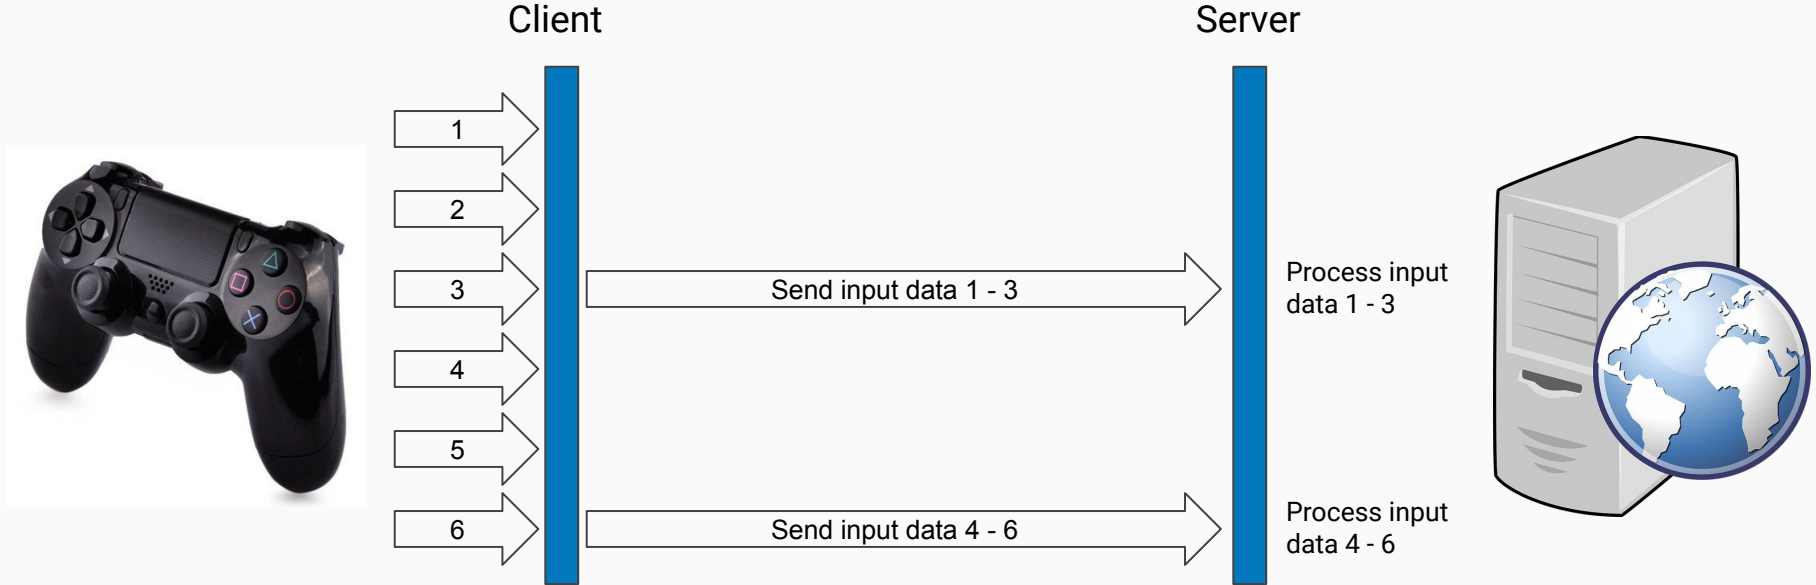 Client
Server
1
2
3
Send input data 1 - 3
Process input
data 1 - 3
4
5
6
Send input data 4 - 6
Process input
data 4 - 6